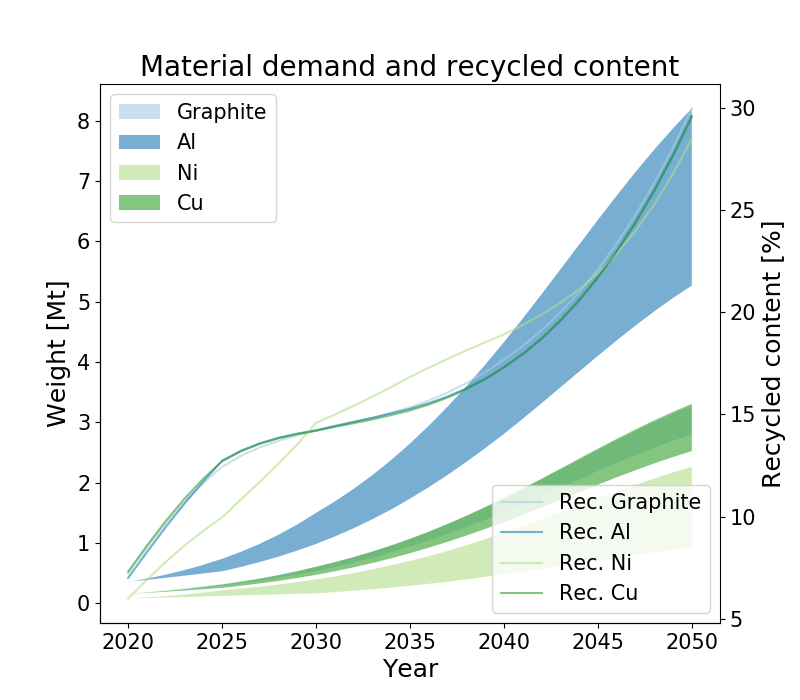 Material demand and recycled content
Graphite
Al
Ni
Cu
8
7
6
5
4
3
2
1
0
Weight [Mt]
30
25
20
15
10
5
Recycled content [%]
Rec. Graphite
Rec. Al
Rec. Ni
Rec. Cu
2020 2025 2030 2035 2040 2045 2050
Year